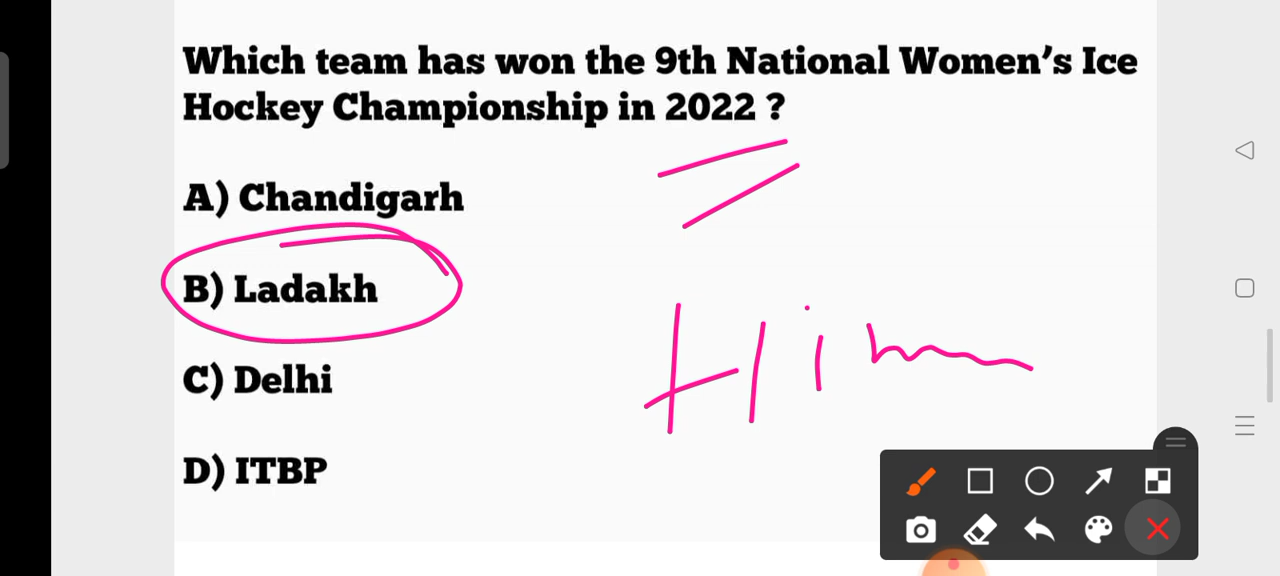 Which team has won the 9th National Women's Ice
Hockey Championship in 2022 ?
A) Chandigarh
B) Ladakh
C) Delhi
D) ITBP
Him